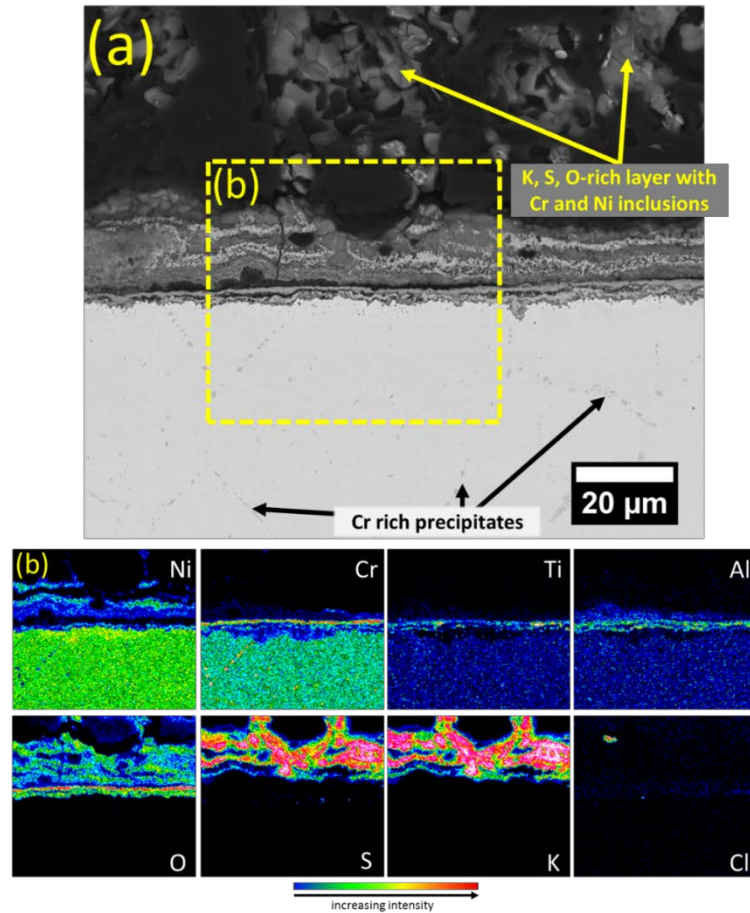 (a)
(b)
K, S, O-rich layer with
Cr and Ni inclusions
20 µm
Cr rich precipitates
(b)
Ni
Cr
Ti
Al
O
S
K
Cl
increasing intensity